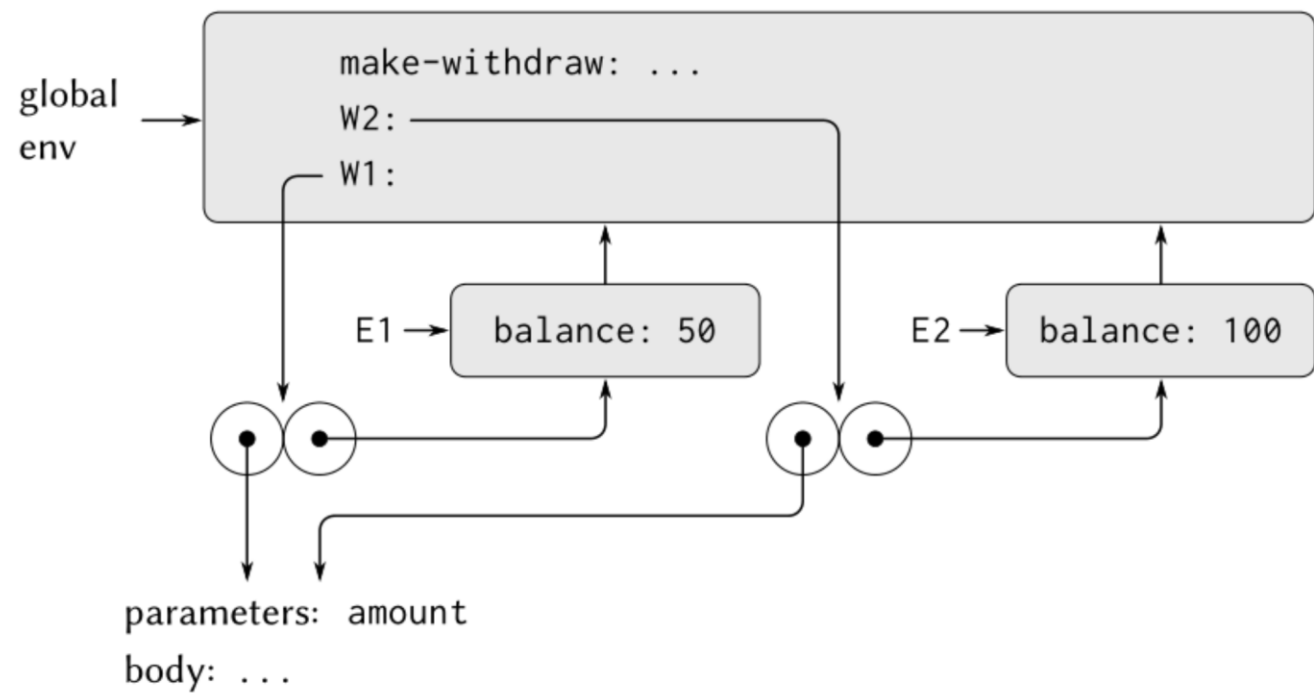 make-withdraw: ...
global
env
W2:
W1:
E1
balance: 50
E2
balance: 100
parameters: amount
body: ...